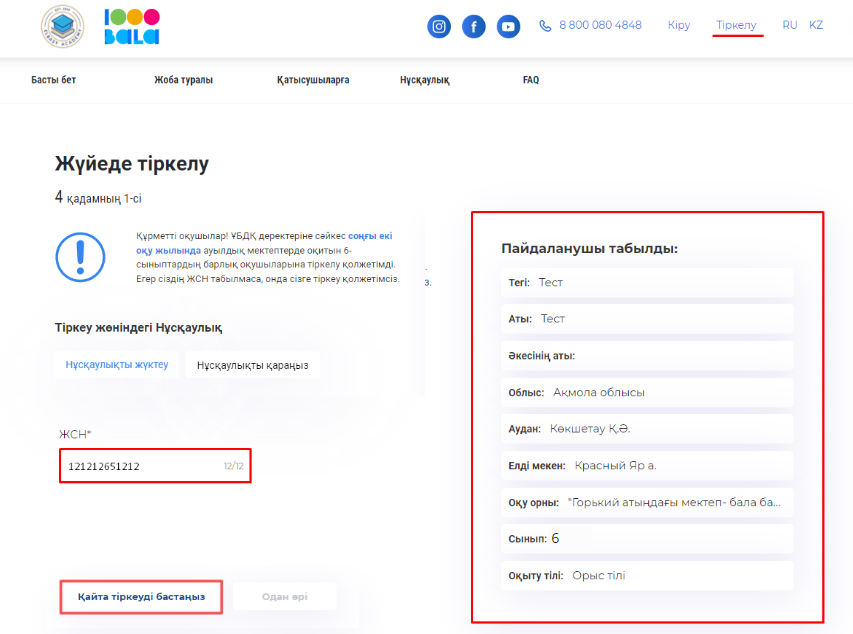 1000
BALA
8 800 080 4848
Кіру
Тіркелу
RU
KZ
Басты бет
Жоба туралы
Қатысушыларға
Нұсқаулық
FAQ
Жүйеде тіркелу
4 қадамның 1-сі
Құрметті оқушылар! ҰБДҚ деректеріне сәйкес соңғы екі
оқу жылында ауылдық мектептерде оқитын 6-
сыныптардың барлық оқушыларына тіркелу қолжетімді.
Егер сіздің ЖСН табылмаса, онда сізге тіркеу қолжетімсіз.
.
з.
Тіркеу жөніндегі Нұсқаулық
Нұсқаулықты жүктеу
Нұсқаулықты қараңыз
ЖСН*
121212651212
12/12
Қайта тіркеуді бастаңыз
Одан әрі
Пайдаланушы табылды:
Тегі: Тест
Аты: Тест
Әкесінің аты:
Облыс: Ақмола облысы
Аудан: Көкшетау Қ.Ә.
Елді мекен: Красный Яр а.
Оқу орны: "Горький атындағы мектеп- бала ба...
Сынып: 6
Оқыту тілі: Орыс тілі